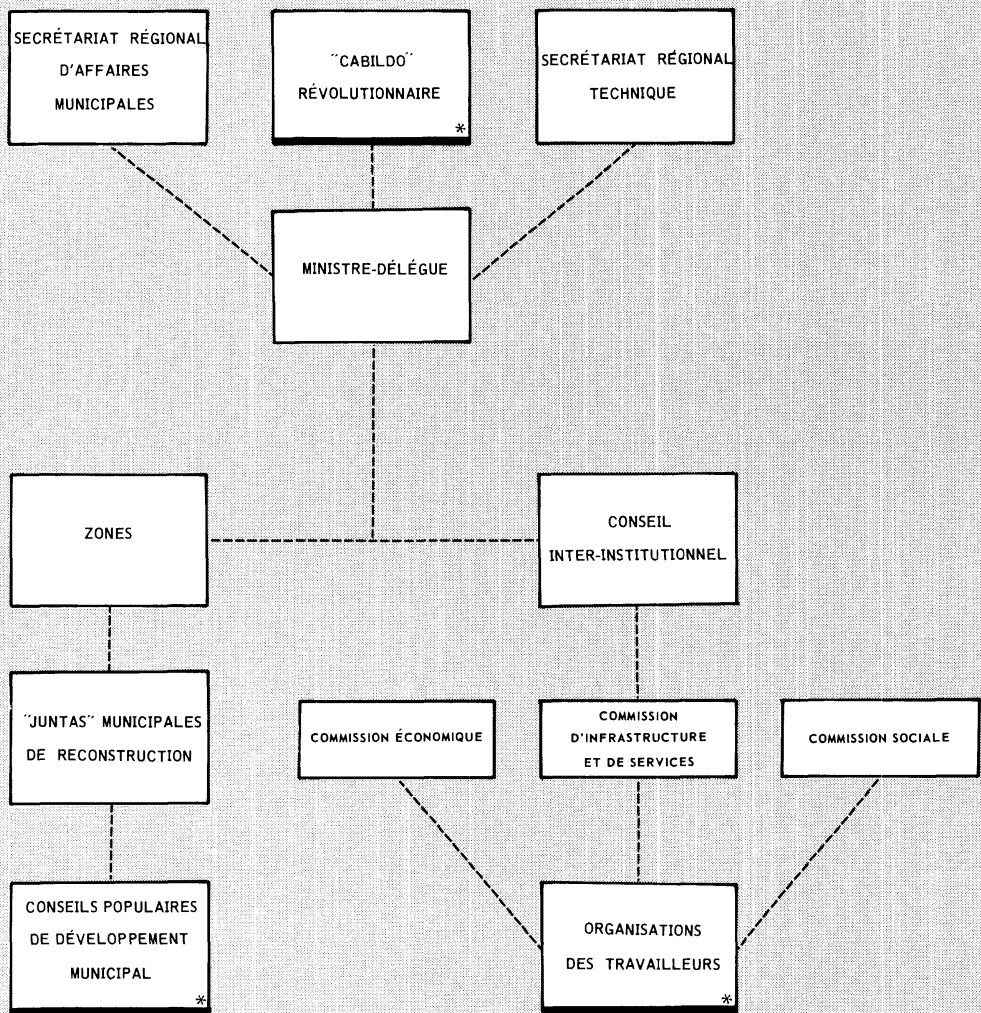 SECRÉTARIAT RÉGIONAL
D'AFFAIRES
MUNICIPALES
"CABILDO"
RÉVOLUTIONNAIRE
*
SECRÉTARIAT RÉGIONAL
TECHNIQUE
MINISTRE-DÉLÉGUE
ZONES
CONSEIL
INTER-INSTITUTIONNEL
"JUNTAS" MUNICIPALES
DE RECONSTRUCTION
COMMISSION ÉCONOMIQUE
COMMISSION
D'INFRASTRUCTURE
ET DE SERVICES
COMMISSION SOCIALE
CONSEILS POPULAIRES
DE DÉVELOPPEMENT
MUNICIPAL
*
ORGANISATIONS
DES TRAVAILLEURS
*